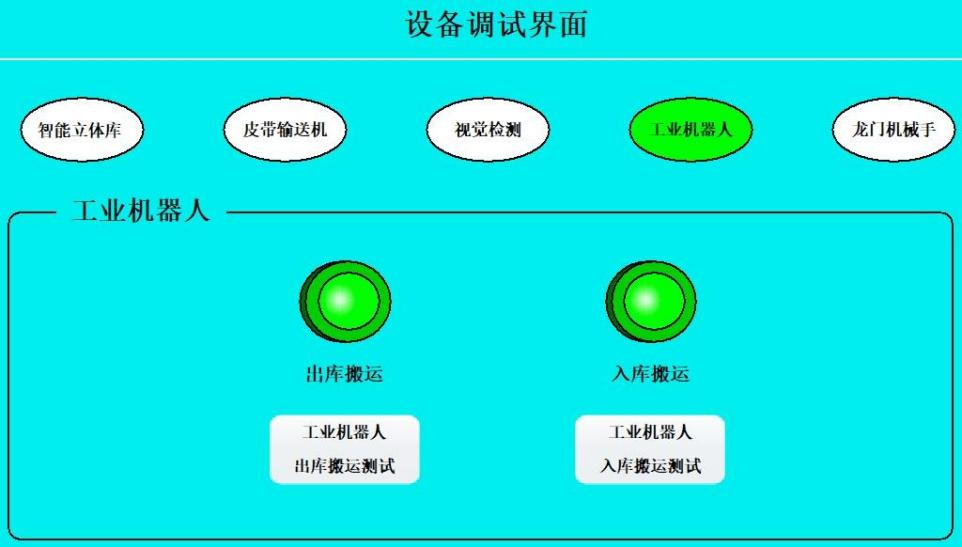 设备调试界面
智能立体库
皮带输送机
视觉检测
工业机器人
龙门机械手
工业机器人
出库搬运
入库搬运
工业机器人
出库搬运测试
工业机器人
入库搬运测试